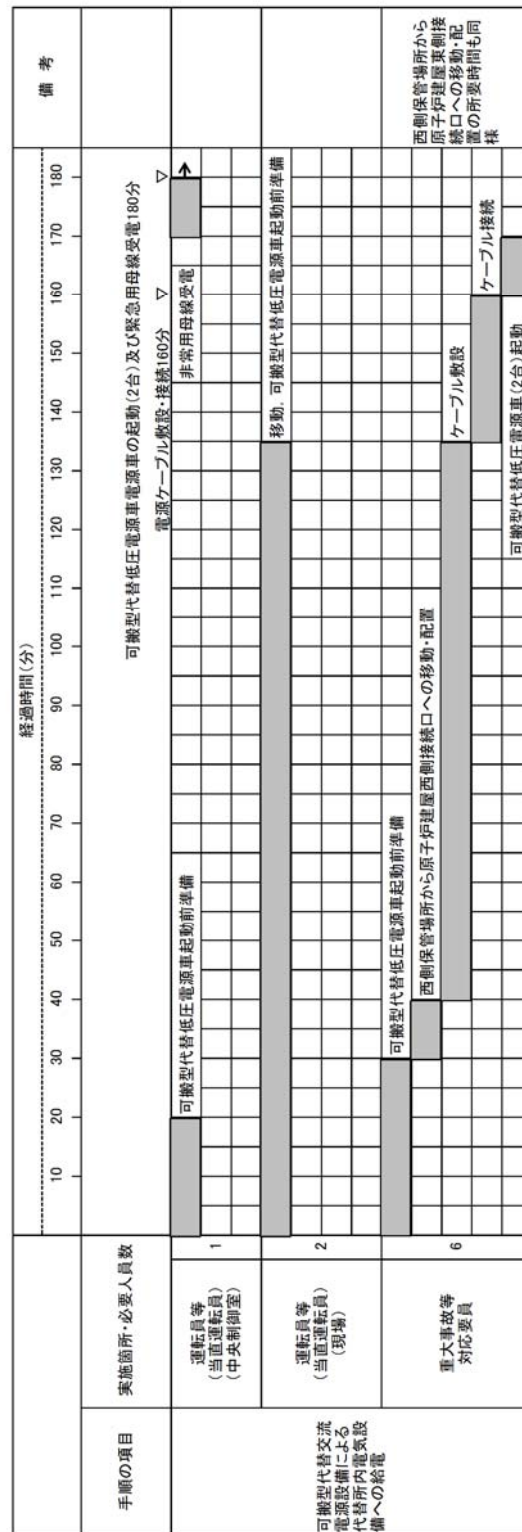 経過時間(分)
備 考
手順の項目
実施箇所・必要人員数
10 20 30 40 50 60 70 80 90 100 110 120 130 140 150 160 170 180
可搬型代替低圧電源車電源車の起動(2台)及び緊急用母線受電180分
▽
電源ケーブル敷設・接続160分 ▽
可搬型代替交流
電源設備による
代替所内電気設
備への給電
運転員等
(当直運転員)
(中央制御室)
1
可搬型代替低圧電源車起動前準備
非常用母線受電
運転員等
(当直運転員)
(現場)
2
移動,可搬型代替低圧電源車起動前準備
重大事故等
対応要員
6
可搬型代替低圧電源車起動前準備
西側保管場所から原子炉建屋西側接続口への移動・配置
ケーブル敷設
ケーブル接続
可搬型代替低圧電源車(2台)起動
西側保管場所から
原子炉建屋東側接
続口への移動・配
置の所要時間も同
様